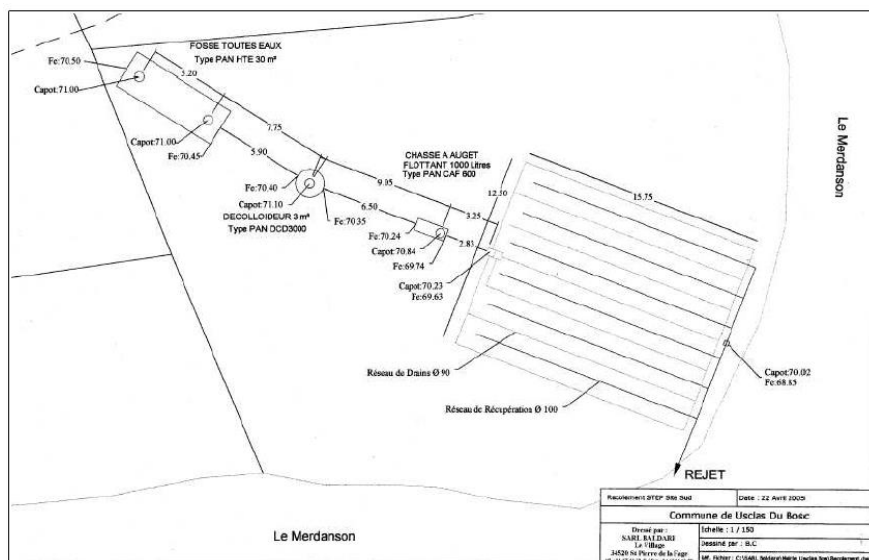 FOSSE TOUTES EAUX
Type PAN HTE 30 m³
Fe:70.50
Capot:71.00
5.20
Capot:71.00
Fe:70.45
7.75
5.90
Fe:70.40
Capot:71.10
DECOLLOIDEUR 3 m³
Type PAN DCD3000
Fe:70.35
6.50
9.95
CHASSE A AUGET
FLOTTANT 1000 Litres
Type PAN CAF 600
3.25
Fe:70.24
Capot:70.84
Fe:69.74
2.83
Capot:70.23
Fe:69.63
15.75
Le Merdanson
Réseau de Drains Ø 90
Réseau de Récupération Ø 100
Capot:70.02
Fe:68.85
REJET
Le Merdanson
Recolement STEP Site Sud
Date : 22 Avril 2005
Commune de Usclas Du Bosc
Dressé par :
SARL BALDARE
Le Village
34520 St Pierre de la Fage
Echelle : 1 / 150
Dessiné par : B.C